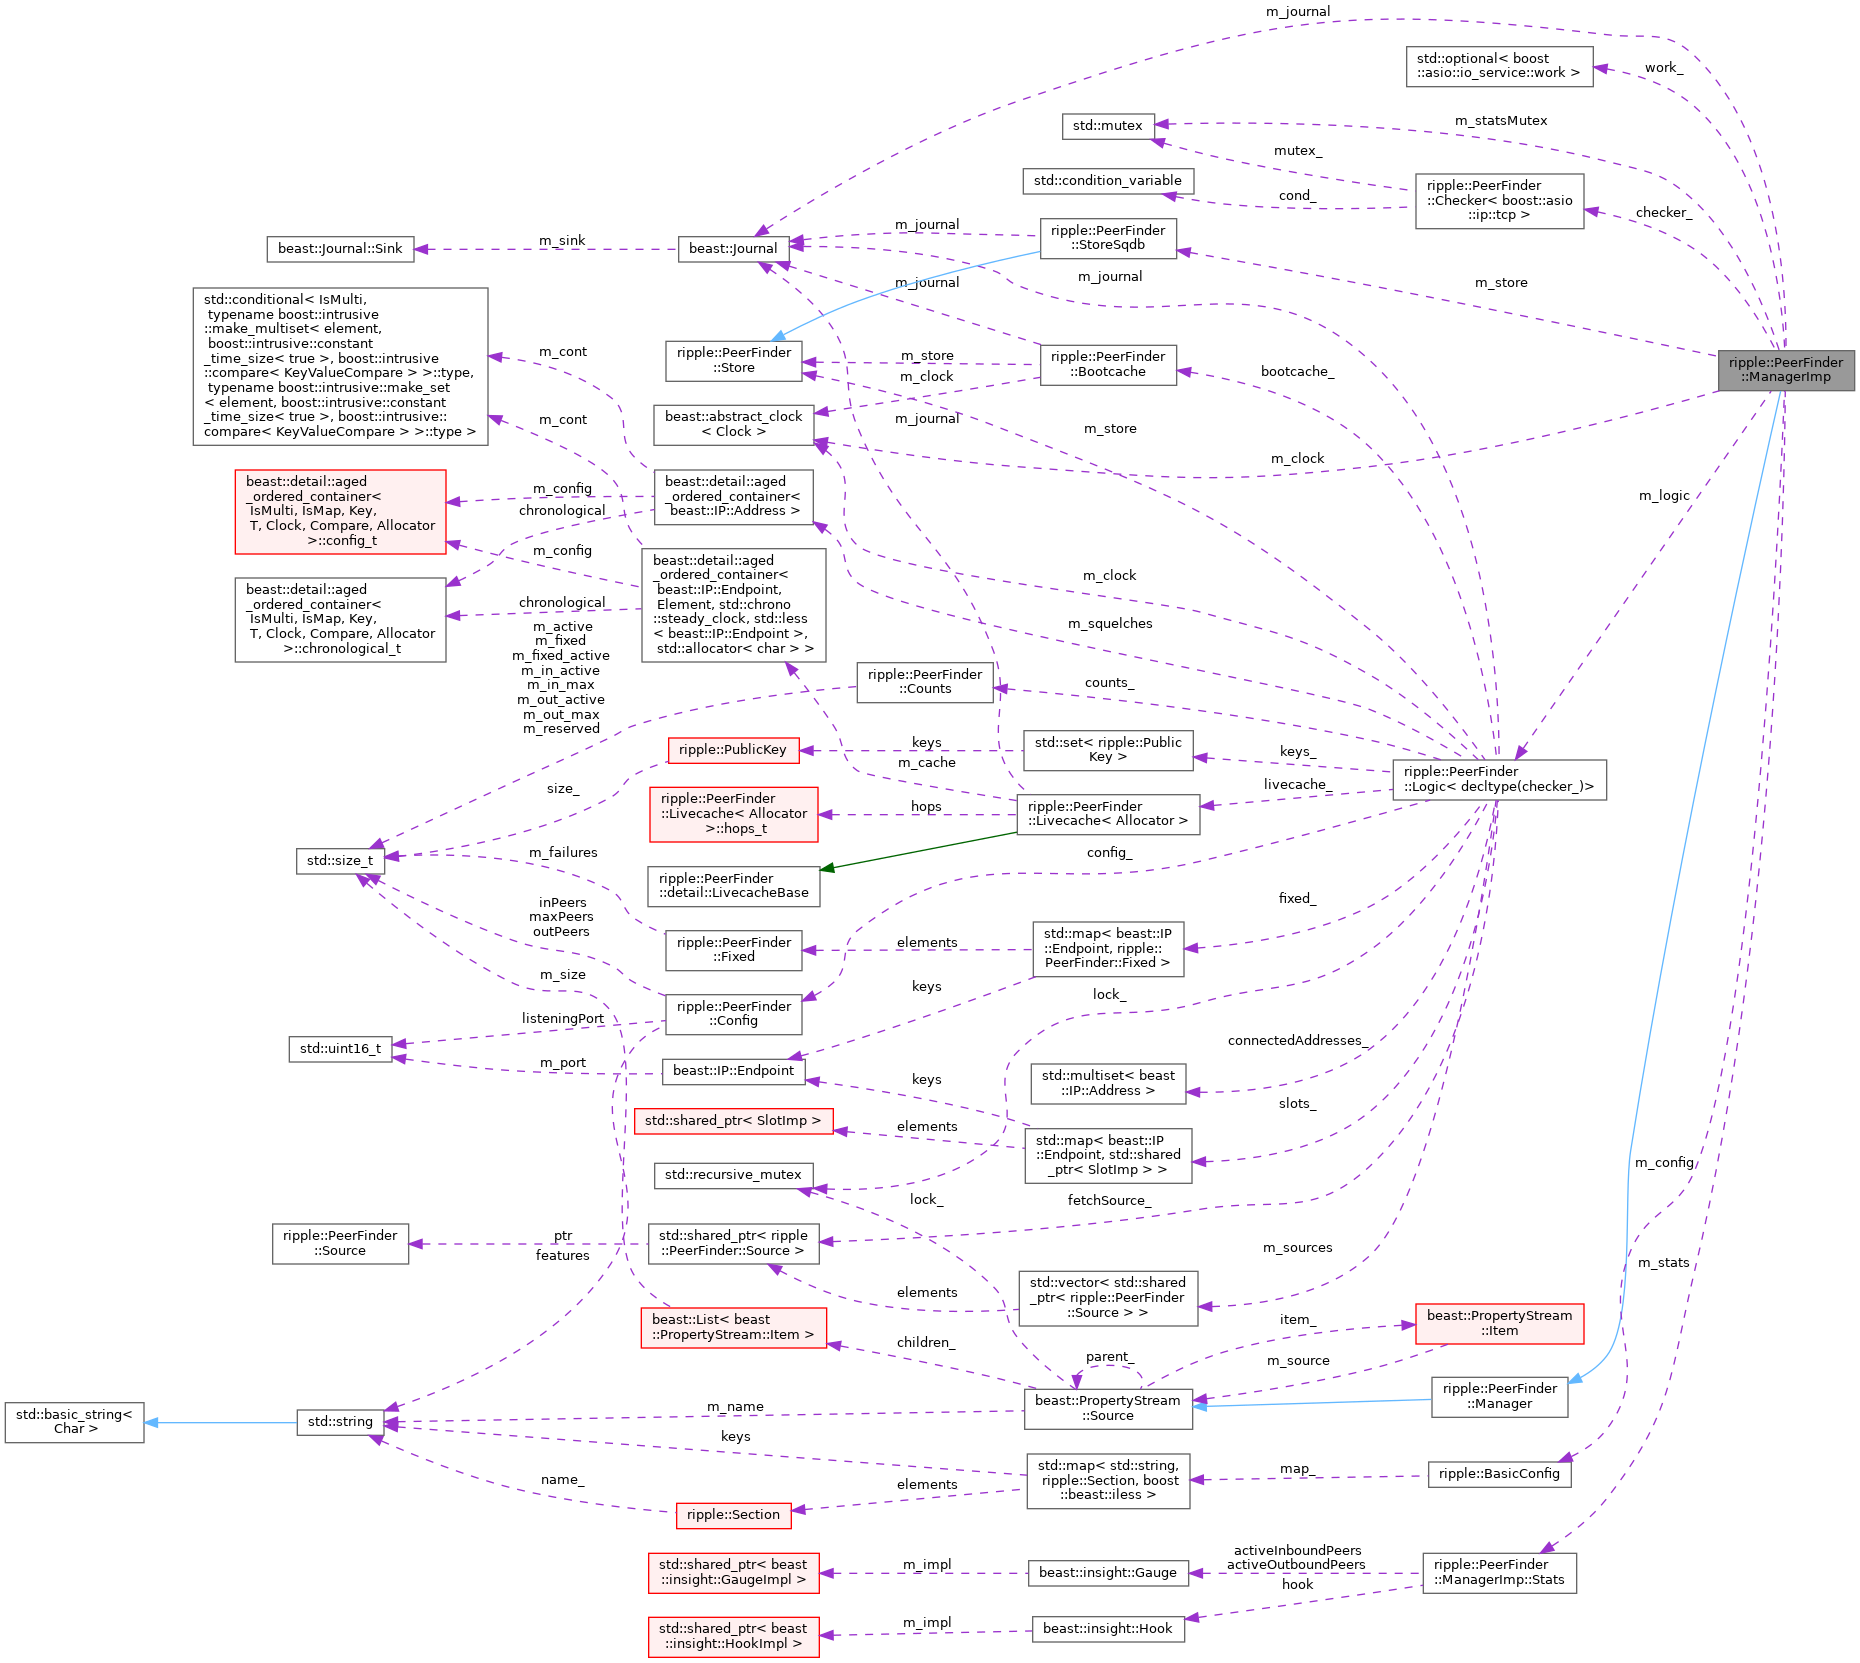 m_journal
std::optional< boost
::asio::io_service::work >
work_
std::mutex
m_statsMutex
mutex_
std::condition_variable
cond_
ripple::PeerFinder
::Checker< boost::asio
::ip::tcp >
checker_
beast::Journal::Sink
m_sink
beast::Journal
m_journal
ripple::PeerFinder
::StoreSqdb
m_journal
m_store
m_journal
std::conditional< IsMulti,
typename boost::intrusive
::make_multiset< element,
boost::intrusive::constant
_time_size< true >, boost::intrusive
::compare< KeyValueCompare > >::type,
typename boost::intrusive::make_set
< element, boost::intrusive::constant
_time_size< true >, boost::intrusive::
compare< KeyValueCompare > >::type >
m_cont
m_cont
ripple::PeerFinder
::Store
m_store
ripple::PeerFinder
::Bootcache
m_clock
bootcache_
ripple::PeerFinder
::ManagerImp
beast::abstract_clock
< Clock >
m_journal
m_store
m_clock
beast::detail::aged
_ordered_container<
IsMulti, IsMap, Key,
T, Clock, Compare, Allocator
>::config_t
m_config
chronological
beast::detail::aged
_ordered_container<
beast::IP::Address >
m_logic
m_config
beast::detail::aged
_ordered_container<
IsMulti, IsMap, Key,
T, Clock, Compare, Allocator
>::chronological_t
chronological
beast::detail::aged
_ordered_container<
beast::IP::Endpoint,
Element, std::chrono
::steady_clock, std::less
< beast::IP::Endpoint >,
std::allocator< char > >
m_clock
m_squelches
m_active
m_fixed
m_fixed_active
m_in_active
m_in_max
m_out_active
m_out_max
m_reserved
ripple::PeerFinder
::Counts
counts_
ripple::PublicKey
keys
std::set< ripple::Public
Key >
keys_
m_cache
ripple::PeerFinder
::Logic< decltype(checker_)>
size_
ripple::PeerFinder
::Livecache< Allocator
>::hops_t
hops
ripple::PeerFinder
::Livecache< Allocator >
livecache_
std::size_t
m_failures
config_
ripple::PeerFinder
::detail::LivecacheBase
inPeers
maxPeers
outPeers
ripple::PeerFinder
::Fixed
elements
std::map< beast::IP
::Endpoint, ripple::
PeerFinder::Fixed >
fixed_
m_size
keys
lock_
ripple::PeerFinder
::Config
listeningPort
std::uint16_t
m_port
beast::IP::Endpoint
connectedAddresses_
std::multiset< beast
::IP::Address >
keys
slots_
std::shared_ptr< SlotImp >
elements
std::map< beast::IP
::Endpoint, std::shared
_ptr< SlotImp > >
m_config
std::recursive_mutex
lock_
fetchSource_
ripple::PeerFinder
::Source
ptr
features
std::shared_ptr< ripple
::PeerFinder::Source >
m_sources
m_stats
elements
std::vector< std::shared
_ptr< ripple::PeerFinder
::Source > >
beast::List< beast
::PropertyStream::Item >
children_
item_
beast::PropertyStream
::Item
parent_
m_source
std::basic_string<
Char >
std::string
m_name
beast::PropertyStream
::Source
ripple::PeerFinder
::Manager
keys
name_
elements
std::map< std::string,
ripple::Section, boost
::beast::iless >
map_
ripple::BasicConfig
ripple::Section
std::shared_ptr< beast
::insight::GaugeImpl >
m_impl
beast::insight::Gauge
activeInboundPeers
activeOutboundPeers
hook
ripple::PeerFinder
::ManagerImp::Stats
std::shared_ptr< beast
::insight::HookImpl >
m_impl
beast::insight::Hook